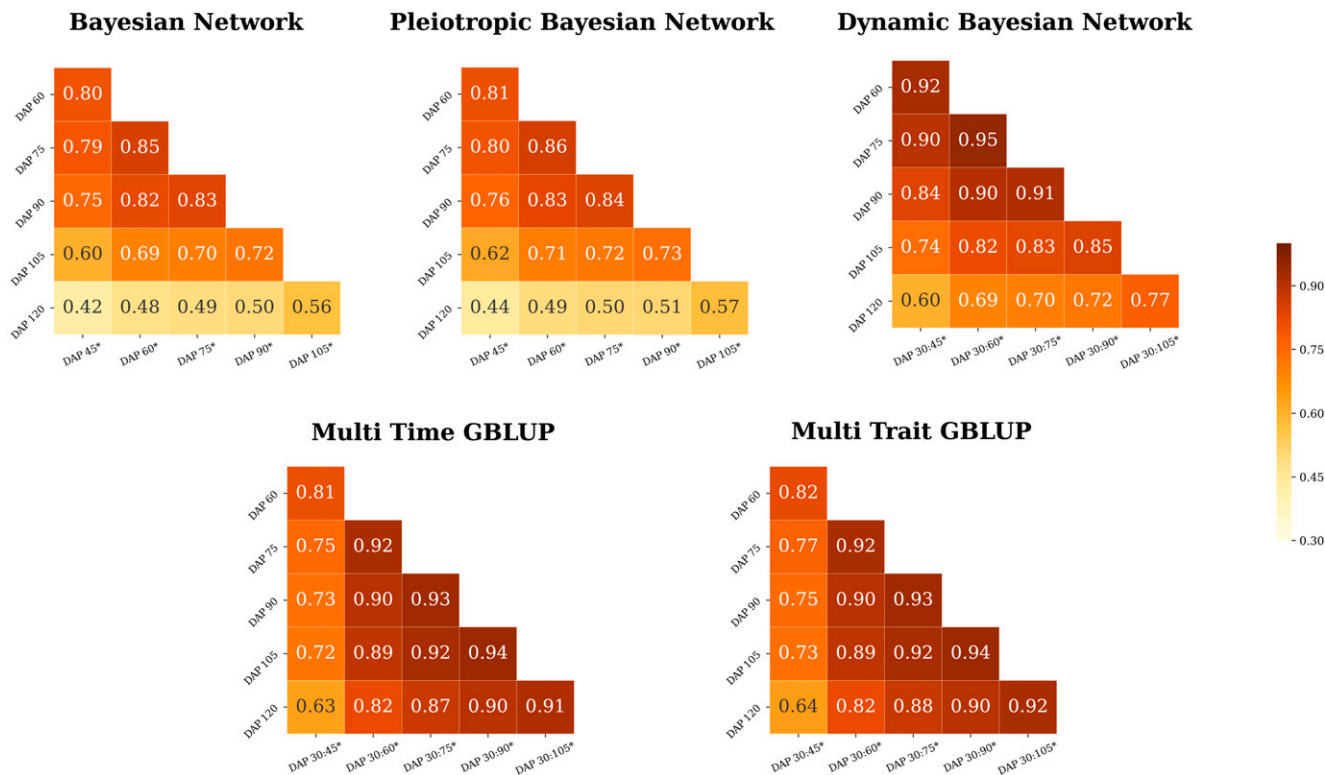 Bayesian Network
Pleiotropic Bayesian Network
Dynamic Bayesian Network
DAP 60
0.80
DAP 75
0.79 0.85
DAP 90
0.75 0.82 0.83
DAP 105
0.60 0.69 0.70 0.72
DAP 120
0.42 0.48 0.49 0.50 0.56
DAP 45* DAP 60* DAP 75* DAP 90* DAP 105*
DAP 60
0.81
DAP 75
0.80 0.86
DAP 90
0.76 0.83 0.84
DAP 105
0.62 0.71 0.72 0.73
DAP 120
0.44 0.49 0.50 0.51 0.57
DAP 45* DAP 60* DAP 75* DAP 90* DAP 105*
DAP 60
0.92
DAP 75
0.90 0.95
DAP 90
0.84 0.90 0.91
DAP 105
0.74 0.82 0.83 0.85
DAP 120
0.60 0.69 0.70 0.72 0.77
DAP 30:45* DAP 30:60* DAP 30:75* DAP 30:90* DAP 30:105*
0.90
0.75
0.60
0.45
0.30
Multi Time GBLUP
Multi Trait GBLUP
DAP 60
0.81
DAP 75
0.75 0.92
DAP 90
0.73 0.90 0.93
DAP 105
0.72 0.89 0.92 0.94
DAP 120
0.63 0.82 0.87 0.90 0.91
DAP 30:45* DAP 30:60* DAP 30:75* DAP 30:90* DAP 30:105*
DAP 60
0.82
DAP 75
0.77 0.92
DAP 90
0.75 0.90 0.93
DAP 105
0.73 0.89 0.92 0.94
DAP 120
0.64 0.82 0.88 0.90 0.92
DAP 30:45* DAP 30:60* DAP 30:75* DAP 30:90* DAP 30:105*